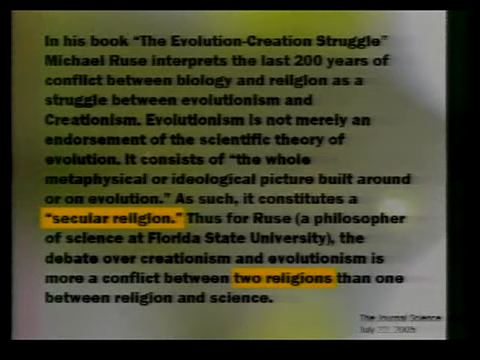 In his book “The Evolution-Creation Struggle”
Michael Ruse interprets the last 200 years of
conflict between biology and religion as a
struggle between evolutionism and
Creationism. Evolutionism is not merely an
endorsement of the scientific theory of
evolution. It consists of “the whole
metaphysical or ideological picture built around
or on evolution.” As such, it constitutes a
“secular religion.” Thus for Ruse (a philosopher
of science at Florida State University), the
debate over creationism and evolutionism is
more a conflict between two religions than one
between religion and science.
The Journal Science
July 22, 2005